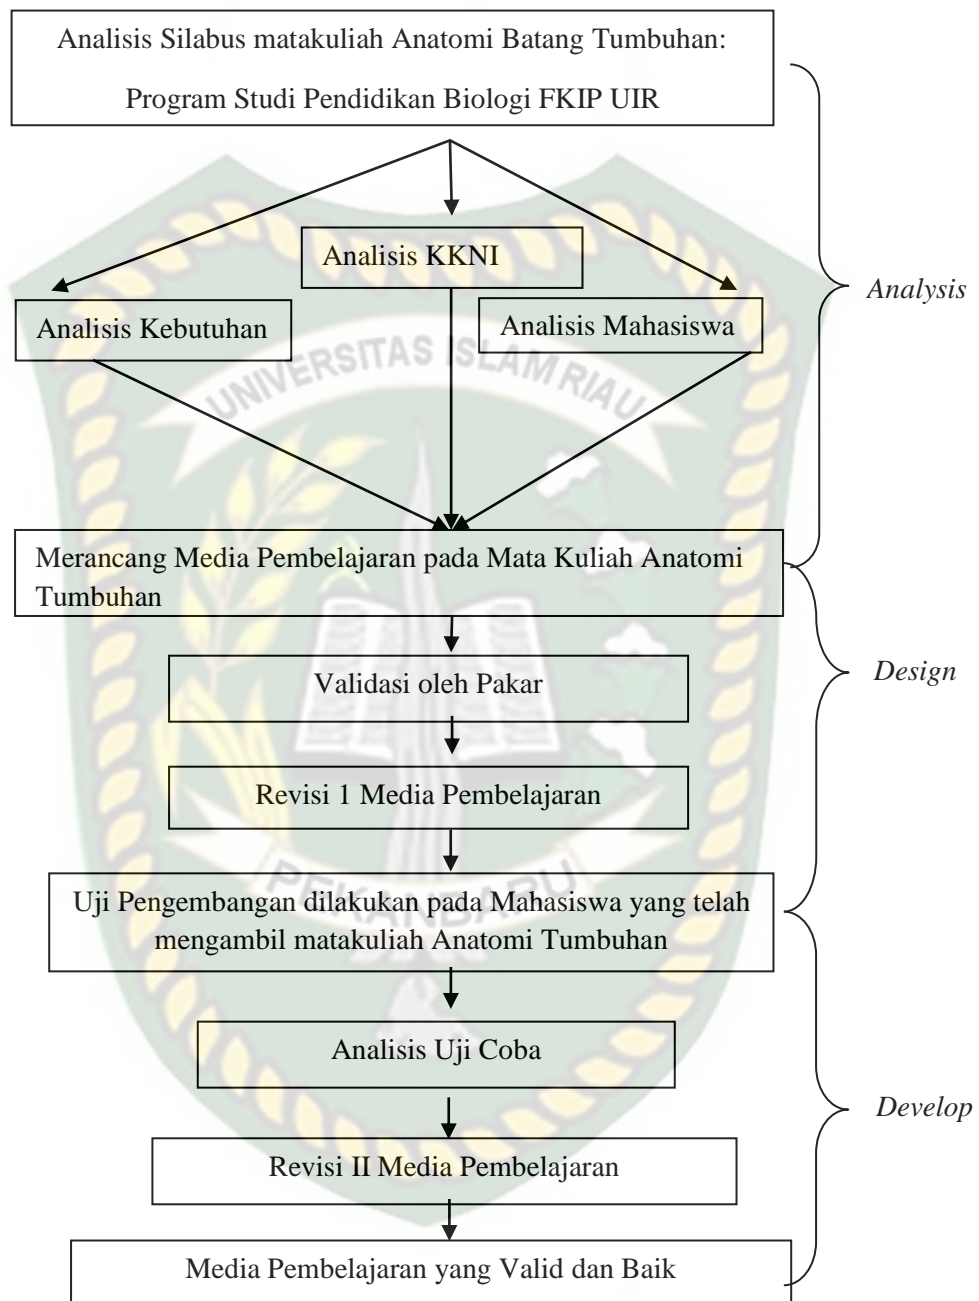 Analisis Silabus matakuliah Anatomi Batang Tumbuhan:
Program Studi Pendidikan Biologi FKIP UIR
Analisis KKNI
Analysis
Analisis Kebutuhan
Analisis Mahasiswa
UNIVERSITAS ISLAM RIAU
Merancang Media Pembelajaran pada Mata Kuliah Anatomi
Tumbuhan
Validasi oleh Pakar
Design
Revisi 1 Media Pembelajaran
PEKANBARU
Uji Pengembangan dilakukan pada Mahasiswa yang telah
mengambil matakuliah Anatomi Tumbuhan
Analisis Uji Coba
Develop
Revisi II Media Pembelajaran
Media Pembelajaran yang Valid dan Baik